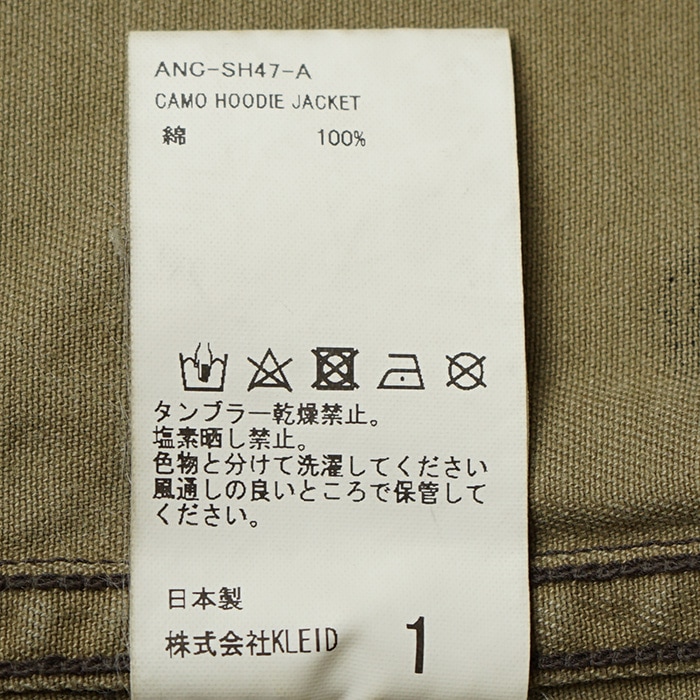 ANG-SH47-A
CAMO HOODIE JACKET
綿 100%
タンブラー乾燥禁止。
塩素晒し禁止。
色物と分けて洗濯してください
風通しの良いところで保管して
ください。
日本製
株式会社KLEID 1